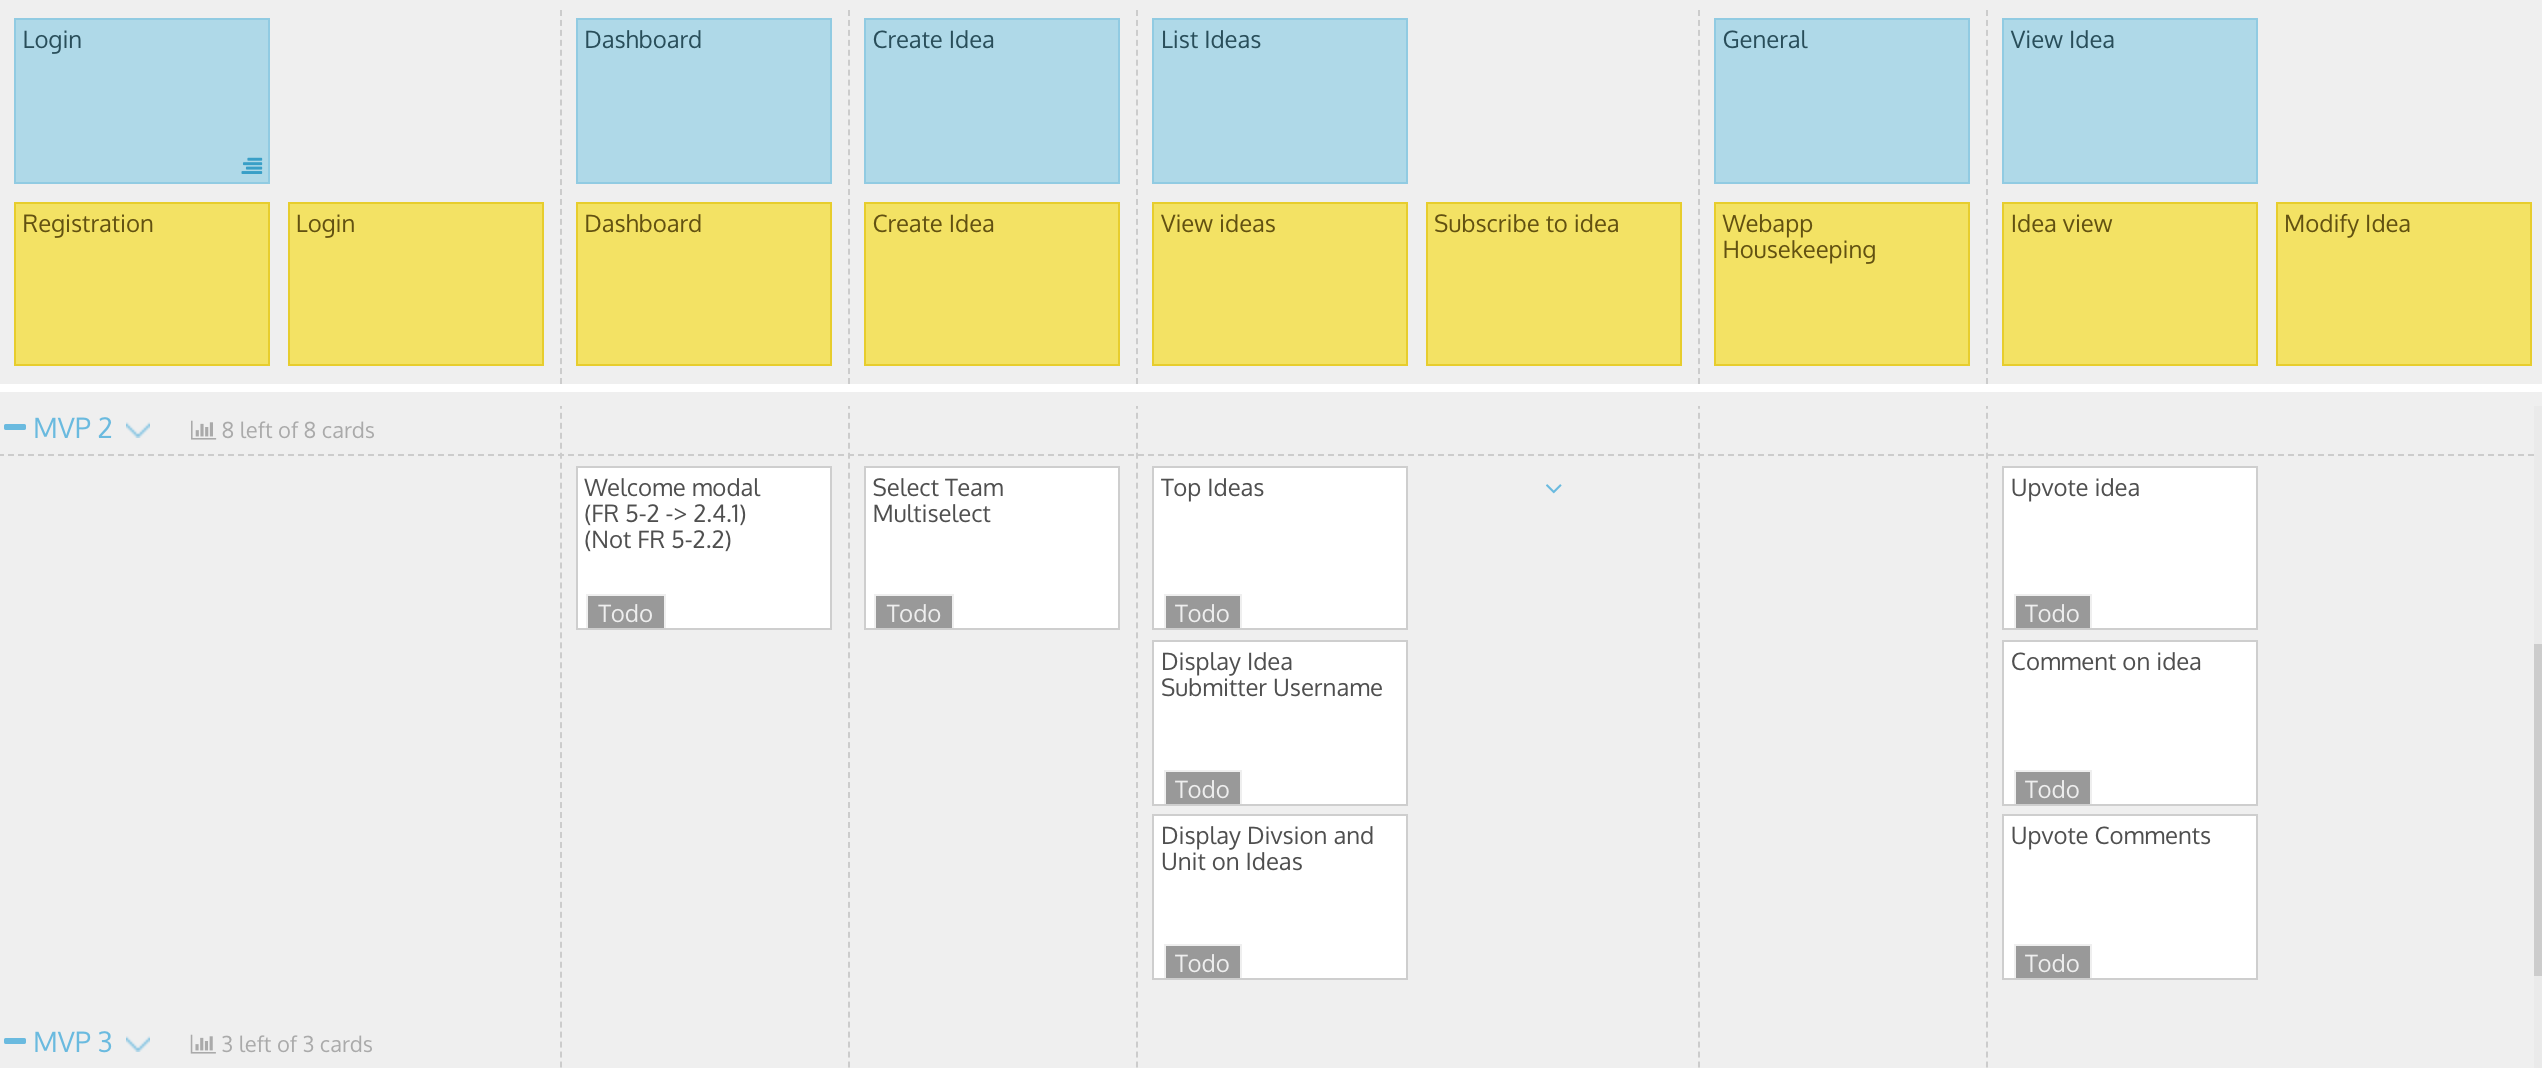 Login
Dashboard
Create Idea
List Ideas
General
View Idea
Registration
Login
Dashboard
Create Idea
View ideas
Subscribe to idea
Webapp
Housekeeping
Idea view
Modify Idea
MVP 2
8 left of 8 cards
Welcome modal
(FR 5-2 -> 2.4.1)
(Not FR 5-2.2)
Todo
Select Team
Multiselect
Todo
Top Ideas
Todo
Upvote idea
Todo
Display Idea
Submitter Username
Todo
Comment on idea
Todo
Display Divsion and
Unit on Ideas
Todo
Upvote Comments
Todo
MVP 3
3 left of 3 cards